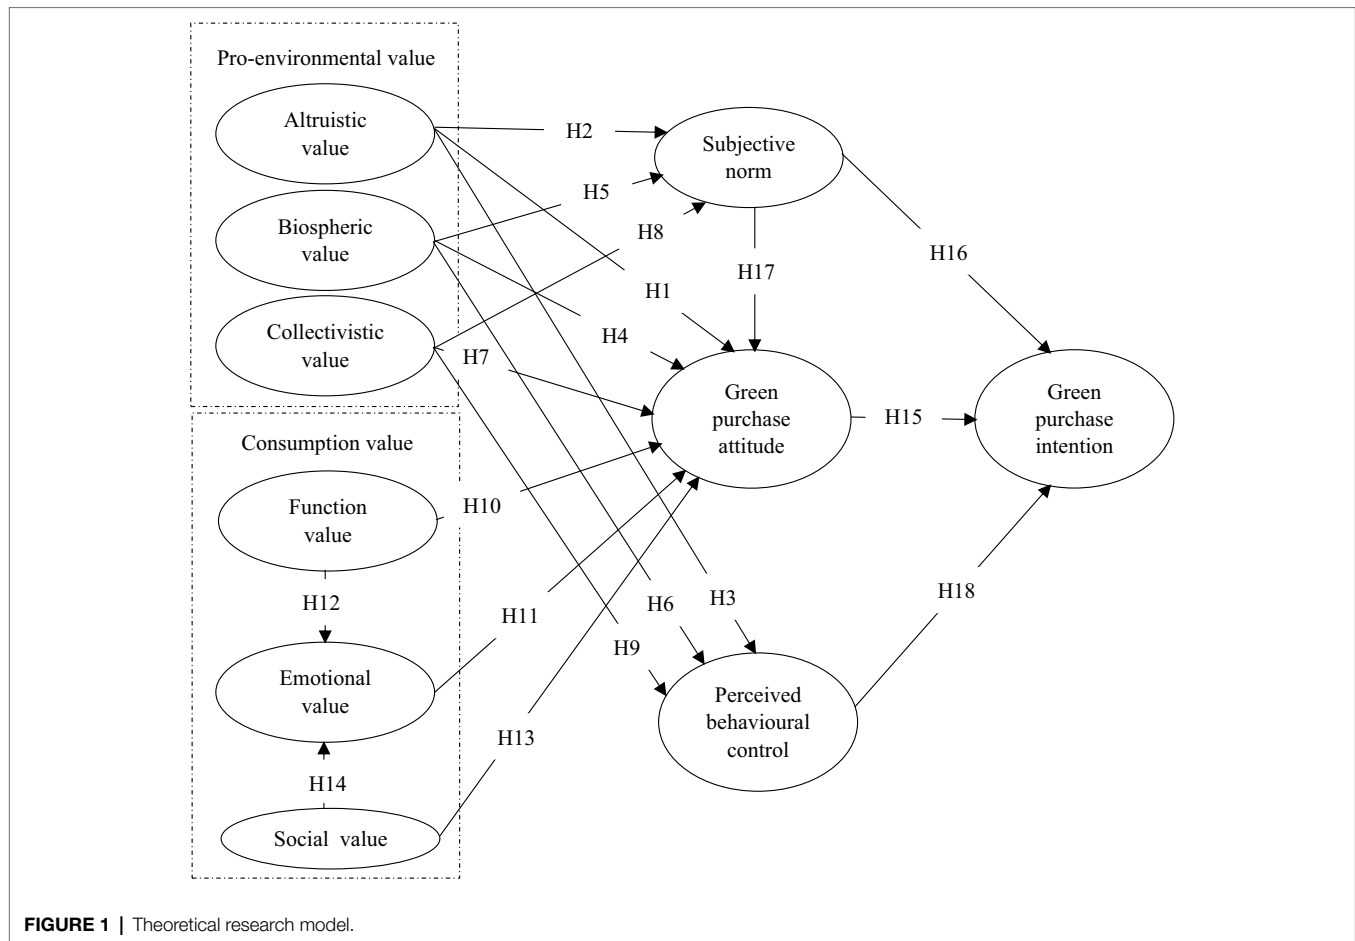 Pro-environmental value
Altruistic
value
Biospheric
value
Collectivistic
value
Consumption value
Function
value
H12
Emotional
value
H14
Social value
H2
H5
H8
H1
H4
H7
H10
H11
H13
H6
H3
H9
Subjective
norm
H17
Green
purchase
attitude
Perceived
behavioural
control
H16
H15
H18
Green
purchase
intention
FIGURE 1 | Theoretical research model.